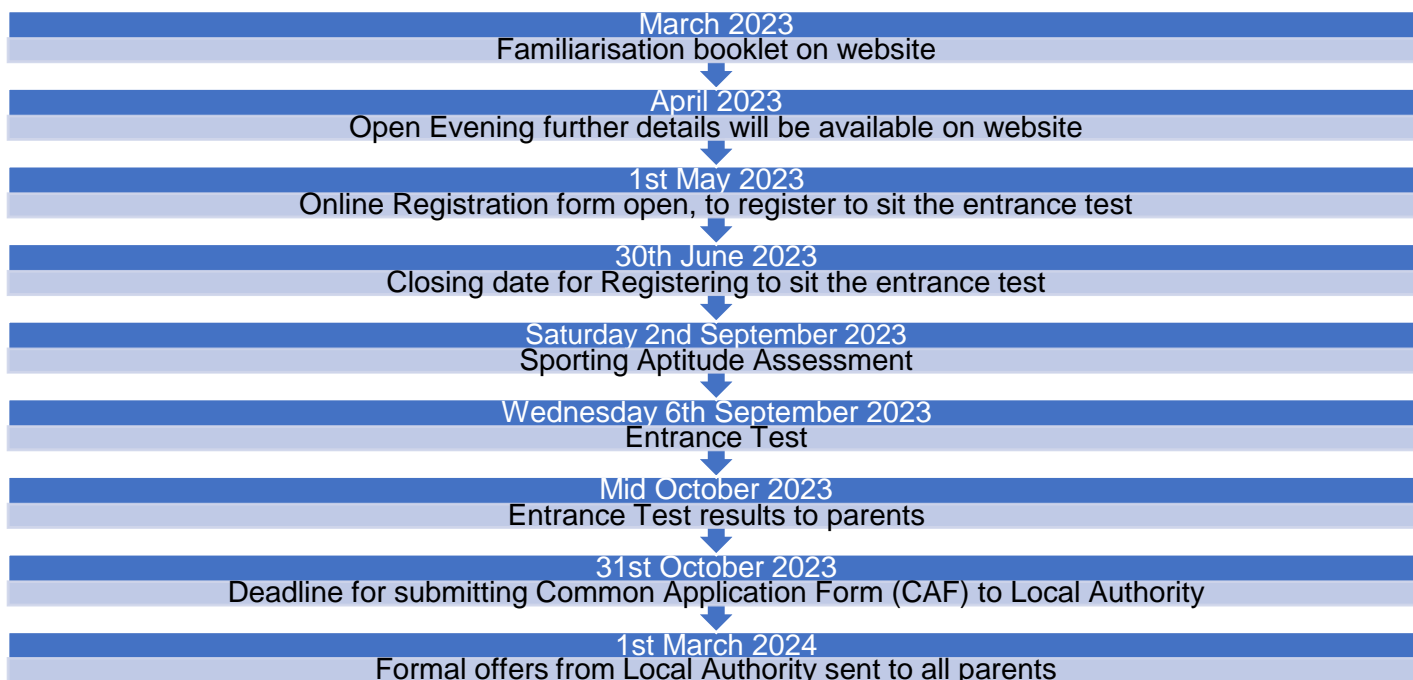 March 2023
Familiarisation booklet on website
April 2023
Open Evening further details will be available on website
1st May 2023
Online Registration form open, to register to sit the entrance test
30th June 2023
Closing date for Registering to sit the entrance test
Saturday 2nd September 2023
Sporting Aptitude Assessment
Wednesday 6th September 2023
Entrance Test
Mid October 2023
Entrance Test results to parents
31st October 2023
Deadline for submitting Common Application Form (CAF) to Local Authority
1st March 2024
Formal offers from Local Authority sent to all parents